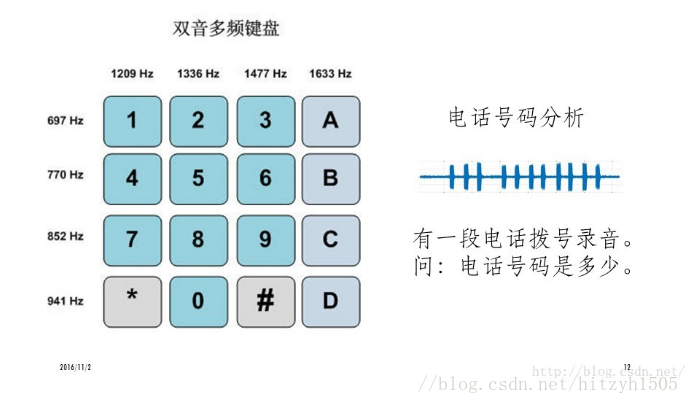 双音多频键盘
1209 Hz 1336 Hz 1477 Hz 1633 Hz
697 Hz 1 2 3 A
770 Hz 4 5 6 B
852 Hz 7 8 9 C
941 Hz * 0 # D
电话号码分析
有一段电话拨号录音。
问：电话号码是多少。
2016/11/2
12
http://blog.csdn.net/
//blog.csdn.net/hitzyh1505